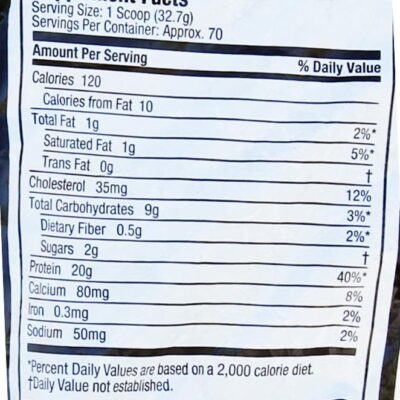 Facts
Serving Size: 1 Scoop (32.7g)
Servings Per Container: Approx. 70
Amount Per Serving % Daily Value
Calories 120
Calories from Fat 10
Total Fat 1g 2%*
Saturated Fat 1g 5%*
Trans Fat 0g †
Cholesterol 35mg 12%
Total Carbohydrates 9g 3%*
Dietary Fiber 0.5g 2%*
Sugars 2g †
Protein 20g 40%*
Calcium 80mg 8%
Iron 0.3mg 2%
Sodium 50mg 2%
*Percent Daily Values are based on a 2,000 calorie diet.
†Daily Value not established.